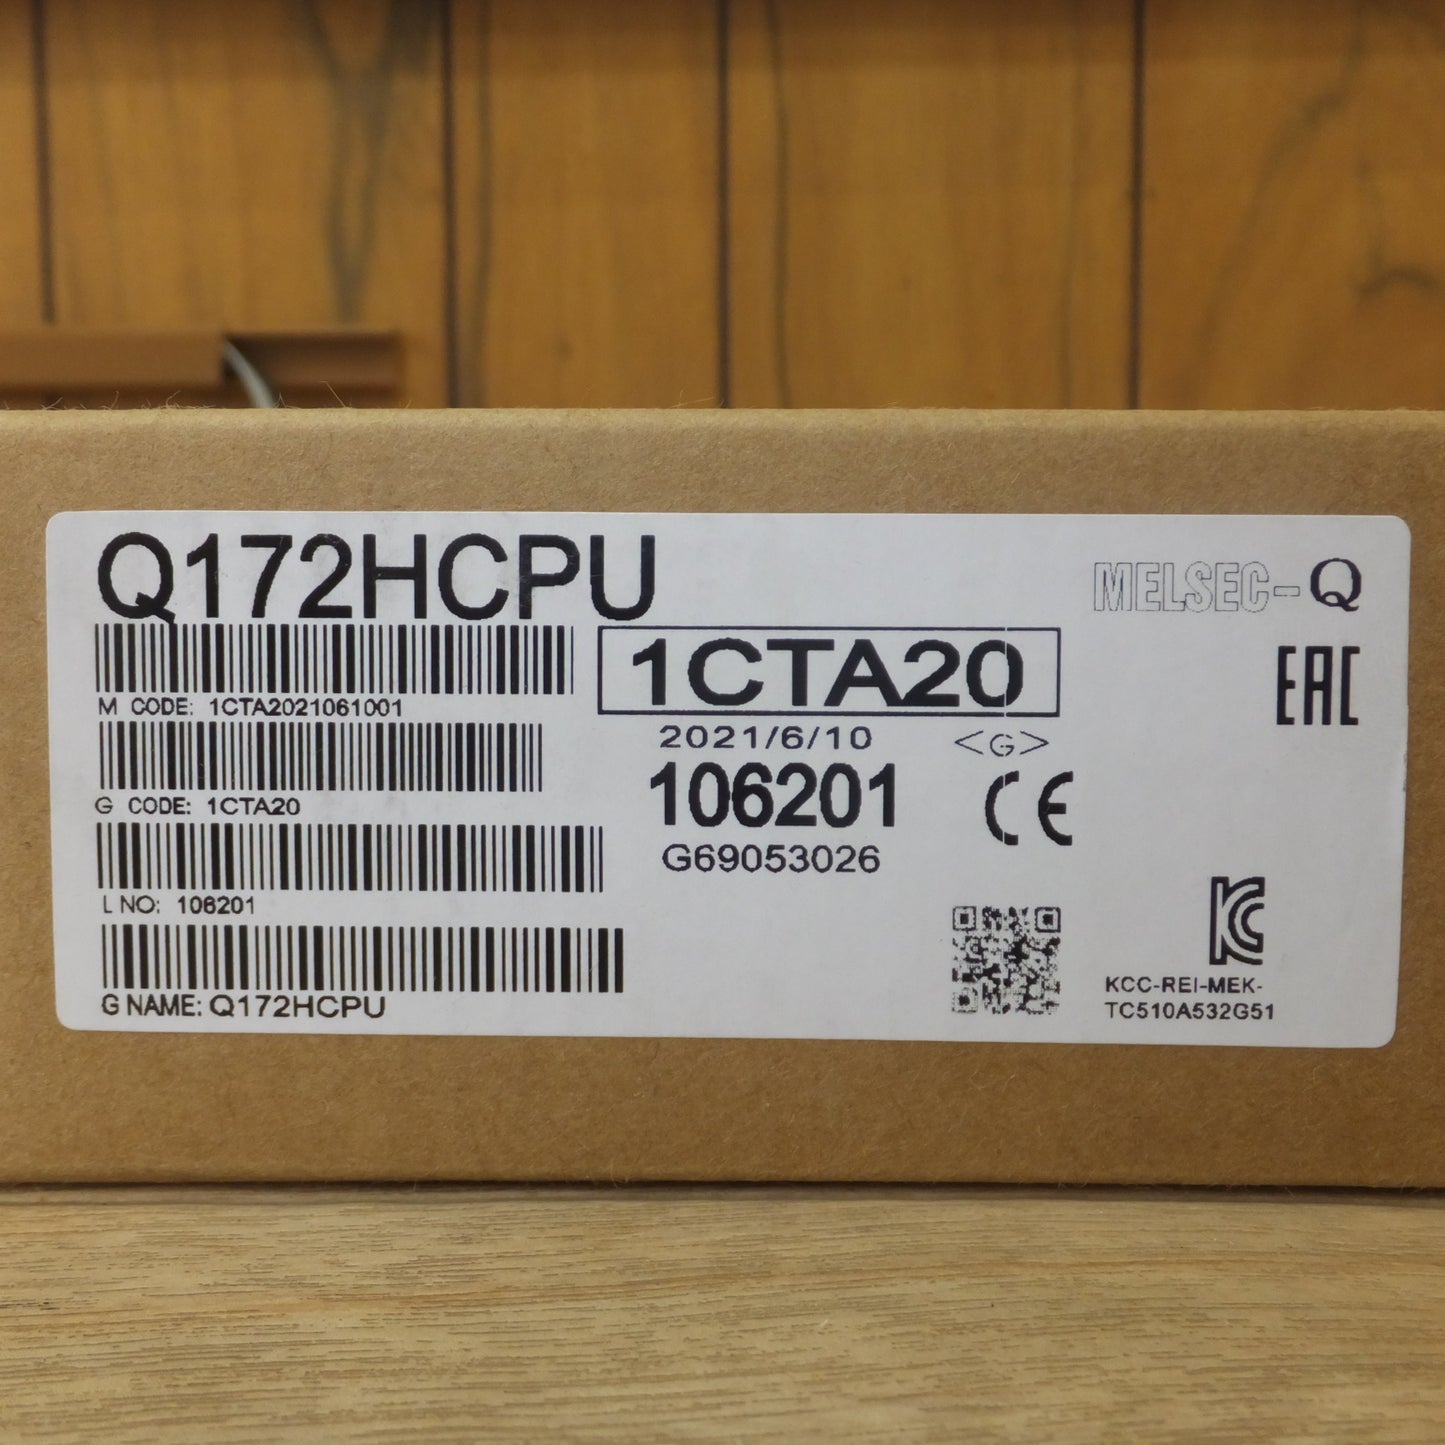 Q172HCPU
MELSEC-Q
1CTA20
M CODE: 1CTA2021061001
EAC
2021/6/10 <G>
G CODE: 1CTA20
106201
CE
G69053026
L NO: 106201
KC
G NAME: Q172HCPU
KCC-REI-MEK-
TC510A532G51